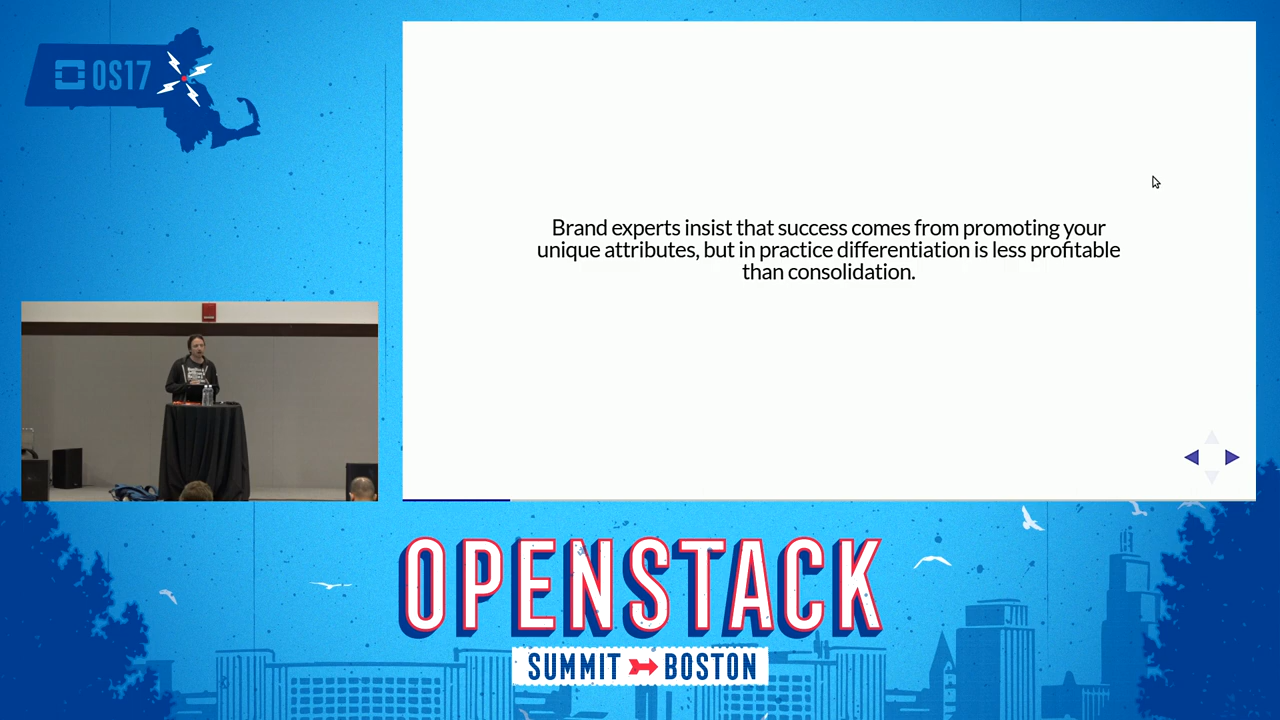 OS17
Brand experts insist that success comes from promoting your
unique attributes, but in practice differentiation is less profitable
than consolidation.
OPENSTACK
SUMMIT BOSTON